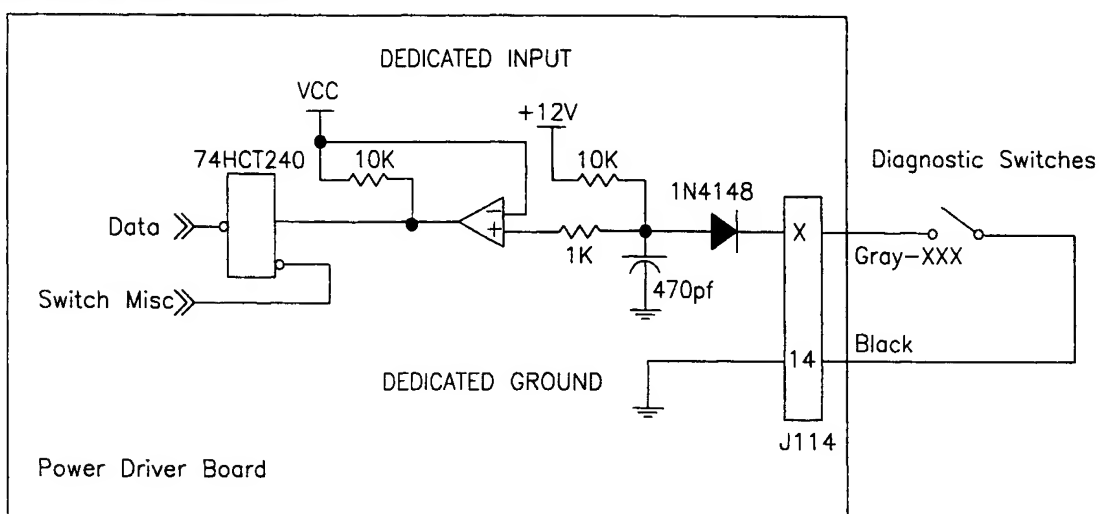 DEDICATED INPUT
VCC
+12V
74HCT240
10K
10K
1N4148
Diagnostic Switches
Data
−
+
1K
X
Gray-XXX
470pf
Switch Misc
Black
14
DEDICATED GROUND
J114
Power Driver Board